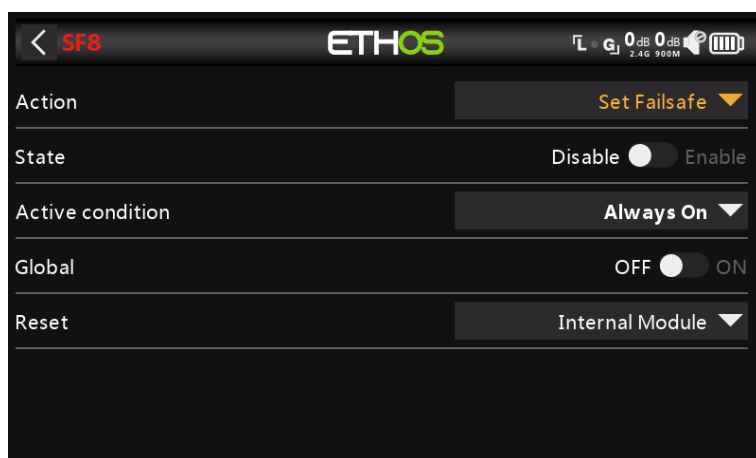 SF8 ETHOS L G 0dB 0dB
2.4G 900M
Action Set Failsafe
State Disable Enable
Active condition Always On
Global OFF ON
Reset Internal Module